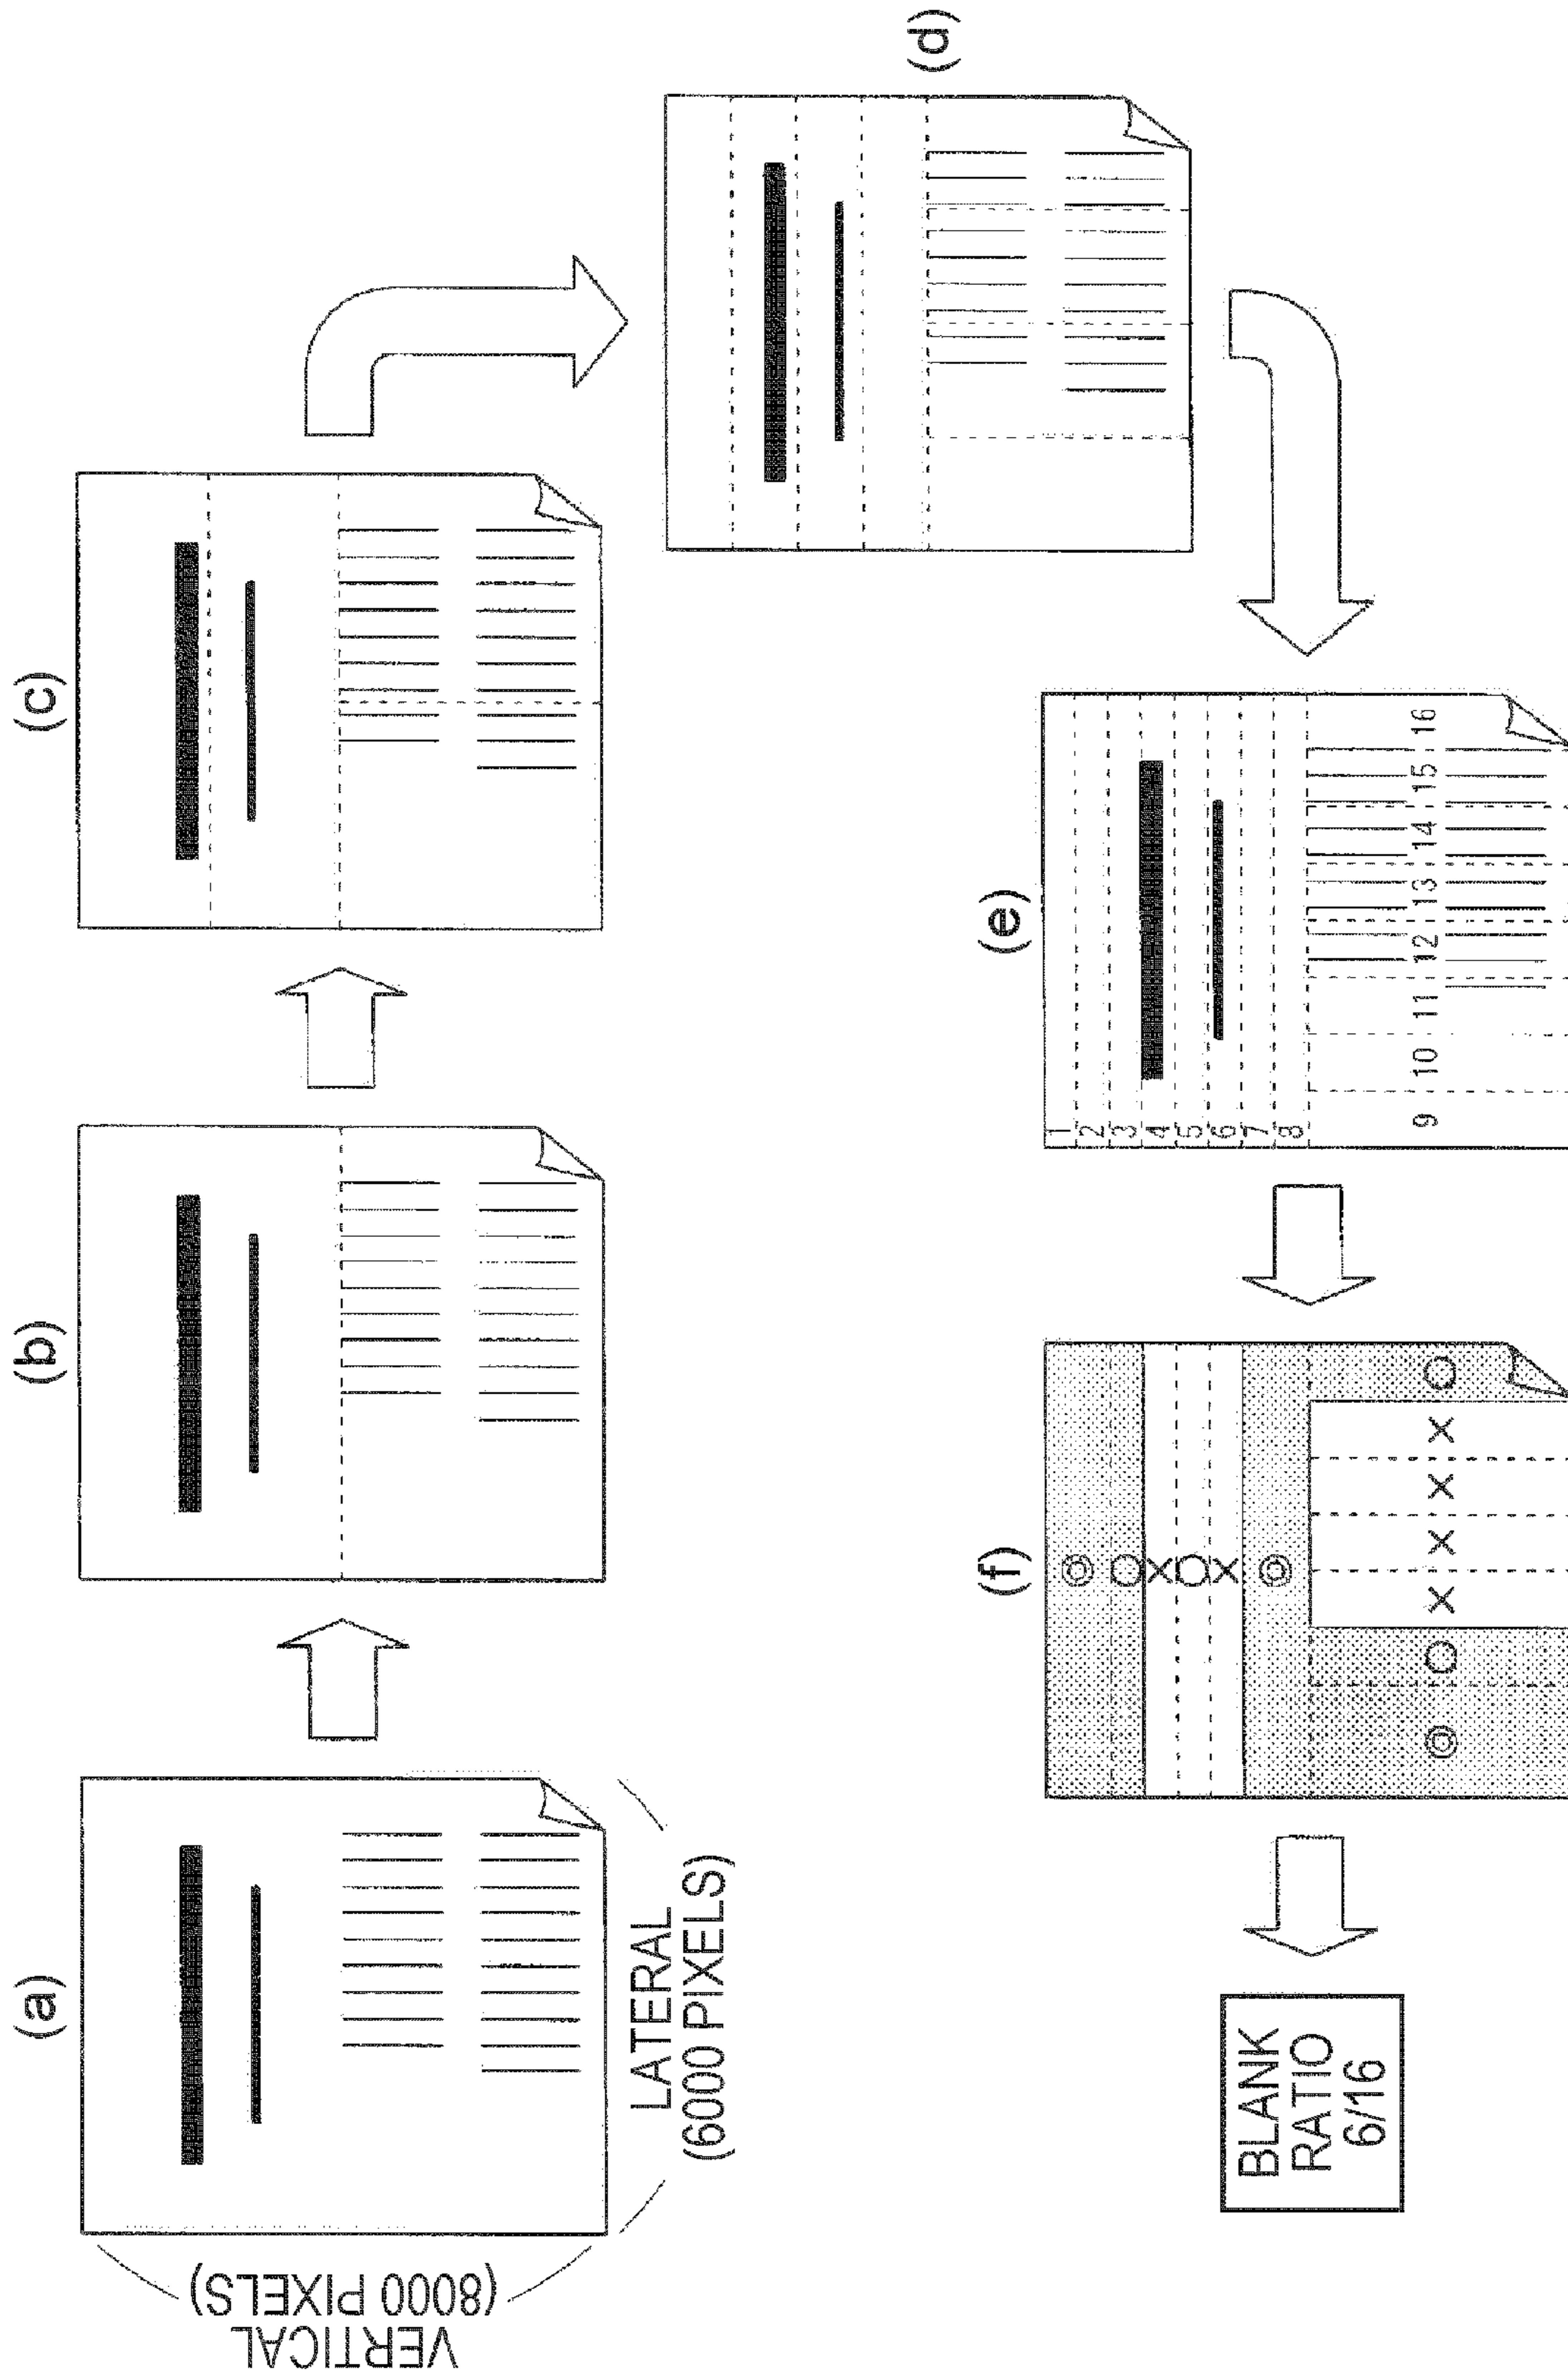 (a)
VERTICAL
(8000 PIXELS)
LATERAL
(6000 PIXELS)
(b)
(c)
(d)
(e)
1
2
3
4
5
6
7
8
9 10 11 12 13 14 15 16
(f)
◎
○
×
○
×
◎
◎ ○ × × × × ○
BLANK
RATIO
6/16